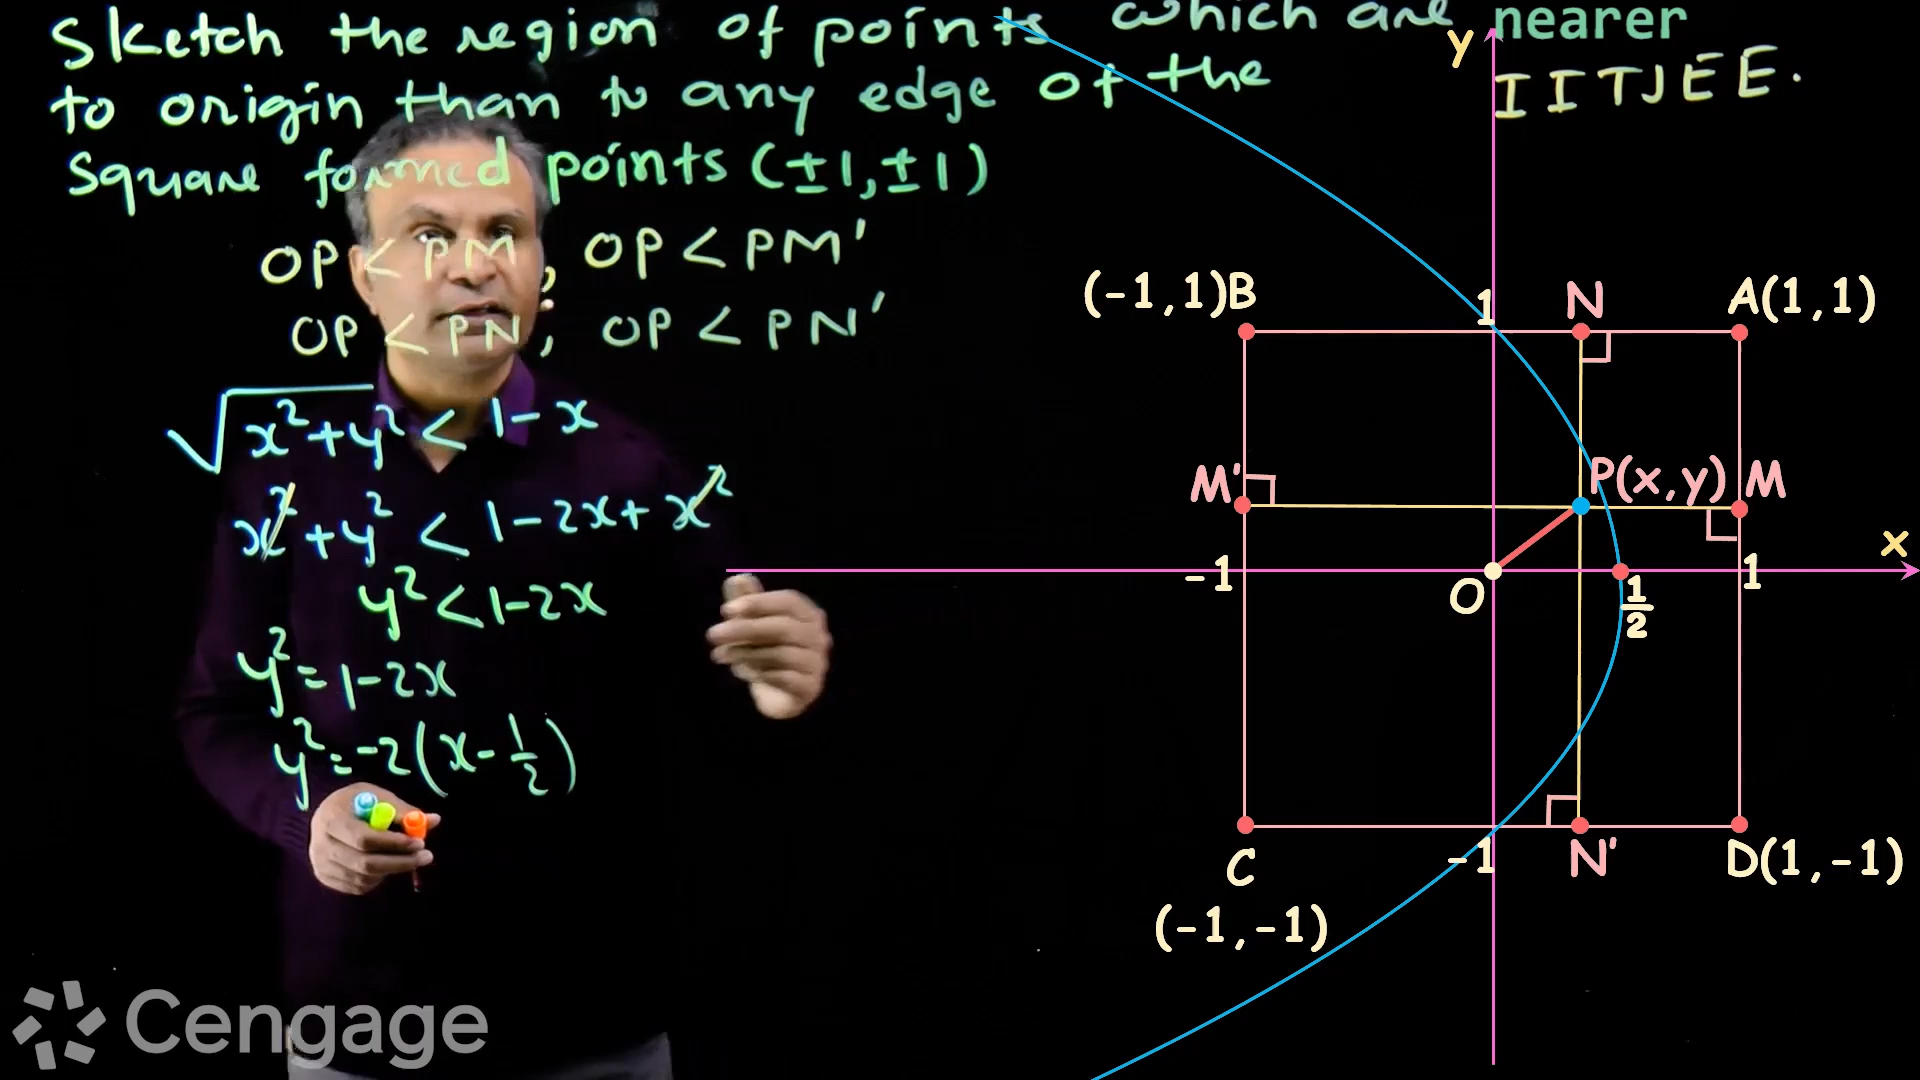 Sketch the region of points which are nearer
to origin than to any edge of the
Square formed points (±1, ±1)
IITJEE.
OP < PM ; OP < PM'
OP < PN ; OP < PN'
√x²+y² < 1-x
x²+y² < 1-2x+x²
y² < 1-2x
y² = 1-2x
y² = -2(x-1/2)
y
(-1,1)B
1
N
A(1,1)
M'
P(x,y)
M
x
-1
O
1/2
1
C
-1
N'
D(1,-1)
(-1,-1)
Cengage